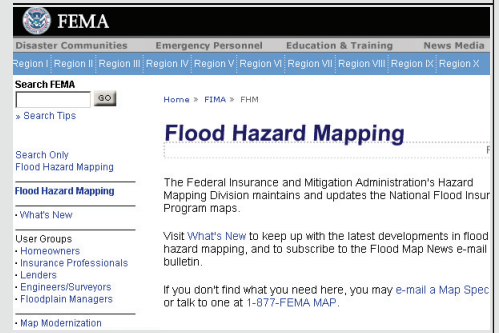 FEMA
Disaster Communities Emergency Personnel Education & Training News Media
Region I Region II Region III Region IV Region V Region VI Region VII Region VIII Region IX Region X
Search FEMA
GO
» Search Tips
Search Only
Flood Hazard Mapping
Flood Hazard Mapping
• What's New
User Groups
• Homeowners
• Insurance Professionals
• Lenders
• Engineers/Surveyors
• Floodplain Managers
• Map Modernization
Home » FIMA » FHM
Flood Hazard Mapping
The Federal Insurance and Mitigation Administration's Hazard
Mapping Division maintains and updates the National Flood Insur
Program maps.
Visit What's New to keep up with the latest developments in flood
hazard mapping, and to subscribe to the Flood Map News e-mail
bulletin.
If you don't find what you need here, you may e-mail a Map Spec
or talk to one at 1-877-FEMA MAP.